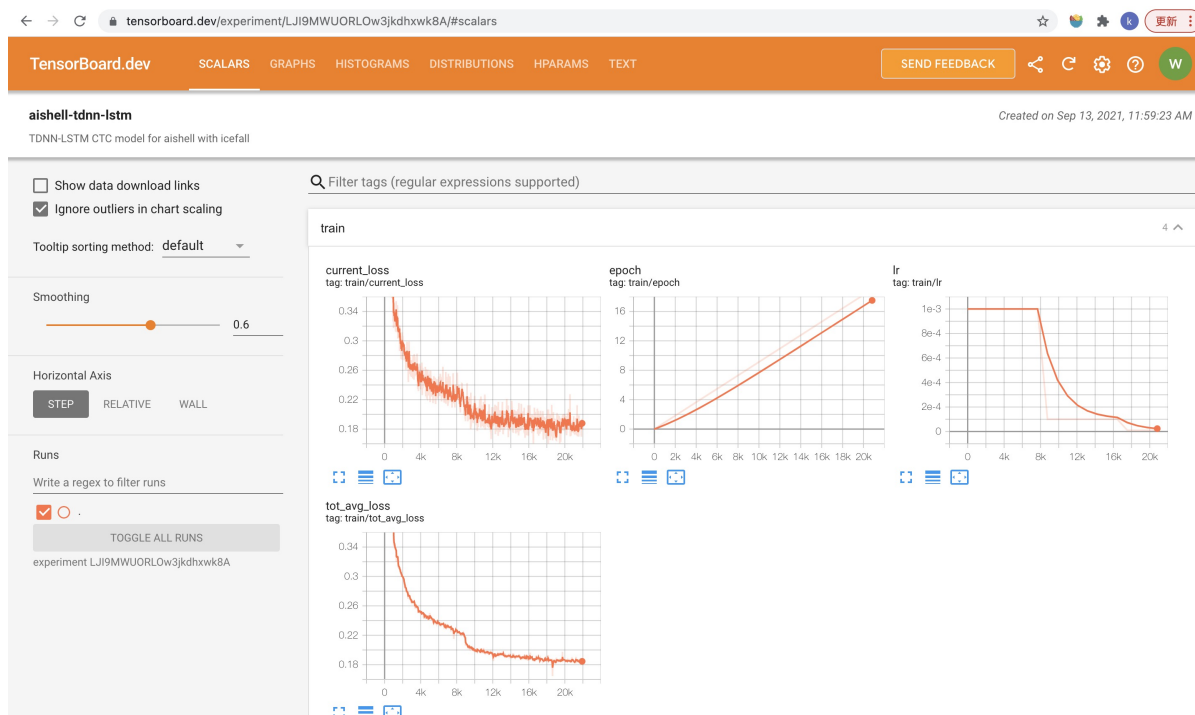 tensorboard.dev/experiment/LJI9MWUORLOw3jkdhxwk8A/#scalars
k
更新
TensorBoard.dev
SCALARS
GRAPHS
HISTOGRAMS
DISTRIBUTIONS
HPARAMS
TEXT
SEND FEEDBACK
W
aishell-tdnn-lstm
Created on Sep 13, 2021, 11:59:23 AM
TDNN-LSTM CTC model for aishell with icefall
Show data download links
Ignore outliers in chart scaling
Tooltip sorting method: default
Smoothing
0.6
Horizontal Axis
STEP
RELATIVE
WALL
Runs
Write a regex to filter runs
.
TOGGLE ALL RUNS
experiment LJI9MWUORLOw3jkdhxwk8A
Filter tags (regular expressions supported)
train
4
current_loss
tag: train/current_loss
0.34
0.3
0.26
0.22
0.18
0 4k 8k 12k 16k 20k
epoch
tag: train/epoch
16
12
8
4
0
0 2k 4k 6k 8k 10k 12k 14k 16k 18k 20k
lr
tag: train/lr
1e-3
8e-4
6e-4
4e-4
2e-4
0
0 4k 8k 12k 16k 20k
tot_avg_loss
tag: train/tot_avg_loss
0.34
0.3
0.26
0.22
0.18
0 4k 8k 12k 16k 20k